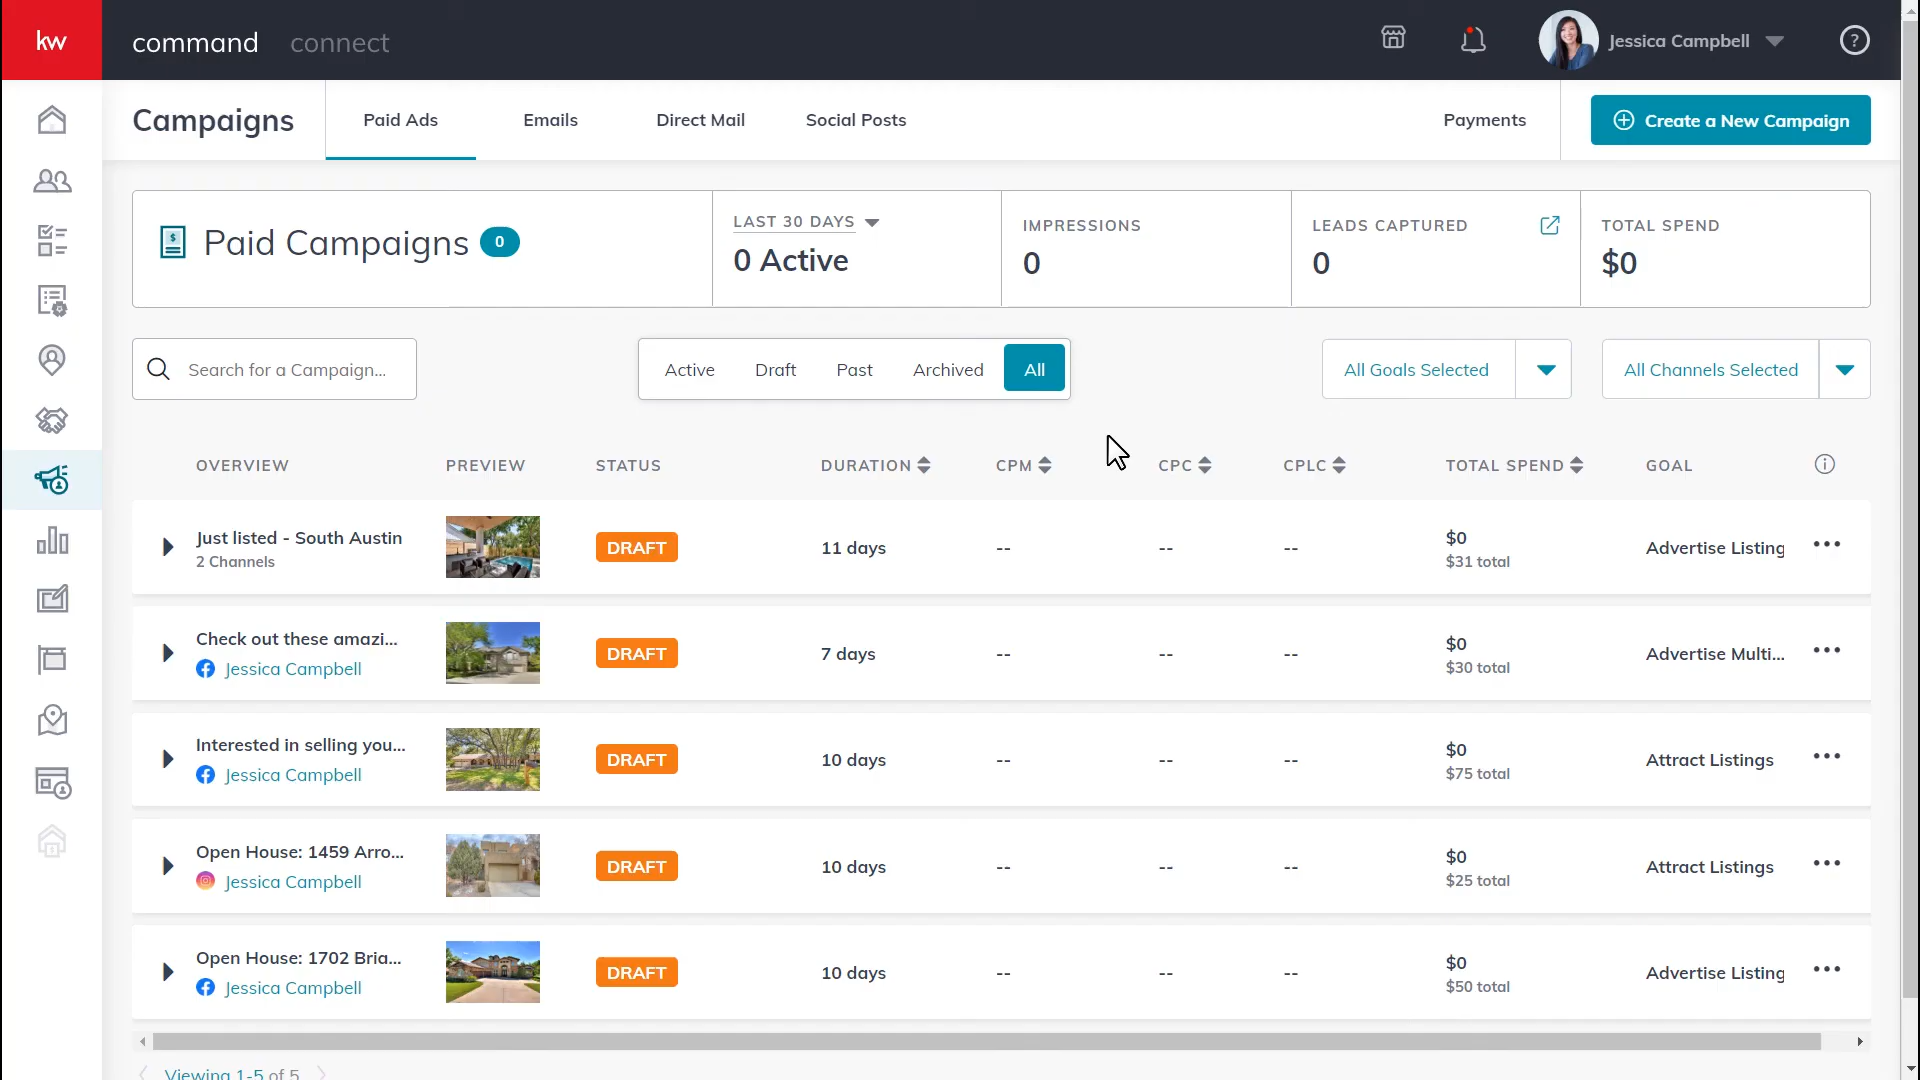 kw command connect Jessica Campbell ?
Campaigns Paid Ads Emails Direct Mail Social Posts Payments Create a New Campaign
Paid Campaigns 0
LAST 30 DAYS
0 Active
IMPRESSIONS
0
LEADS CAPTURED
0
TOTAL SPEND
$0
Search for a Campaign... Active Draft Past Archived All All Goals Selected All Channels Selected
OVERVIEW PREVIEW STATUS DURATION CPM CPC CPLC TOTAL SPEND GOAL
Just listed - South Austin
2 Channels
DRAFT 11 days -- -- --
$0
$31 total
Advertise Listing
Check out these amazi...
Jessica Campbell
DRAFT 7 days -- -- --
$0
$30 total
Advertise Multi...
Interested in selling you...
Jessica Campbell
DRAFT 10 days -- -- --
$0
$75 total
Attract Listings
Open House: 1459 Arro...
Jessica Campbell
DRAFT 10 days -- -- --
$0
$25 total
Attract Listings
Open House: 1702 Bria...
Jessica Campbell
DRAFT 10 days -- -- --
$0
$50 total
Advertise Listing
Viewing 1-5 of 5